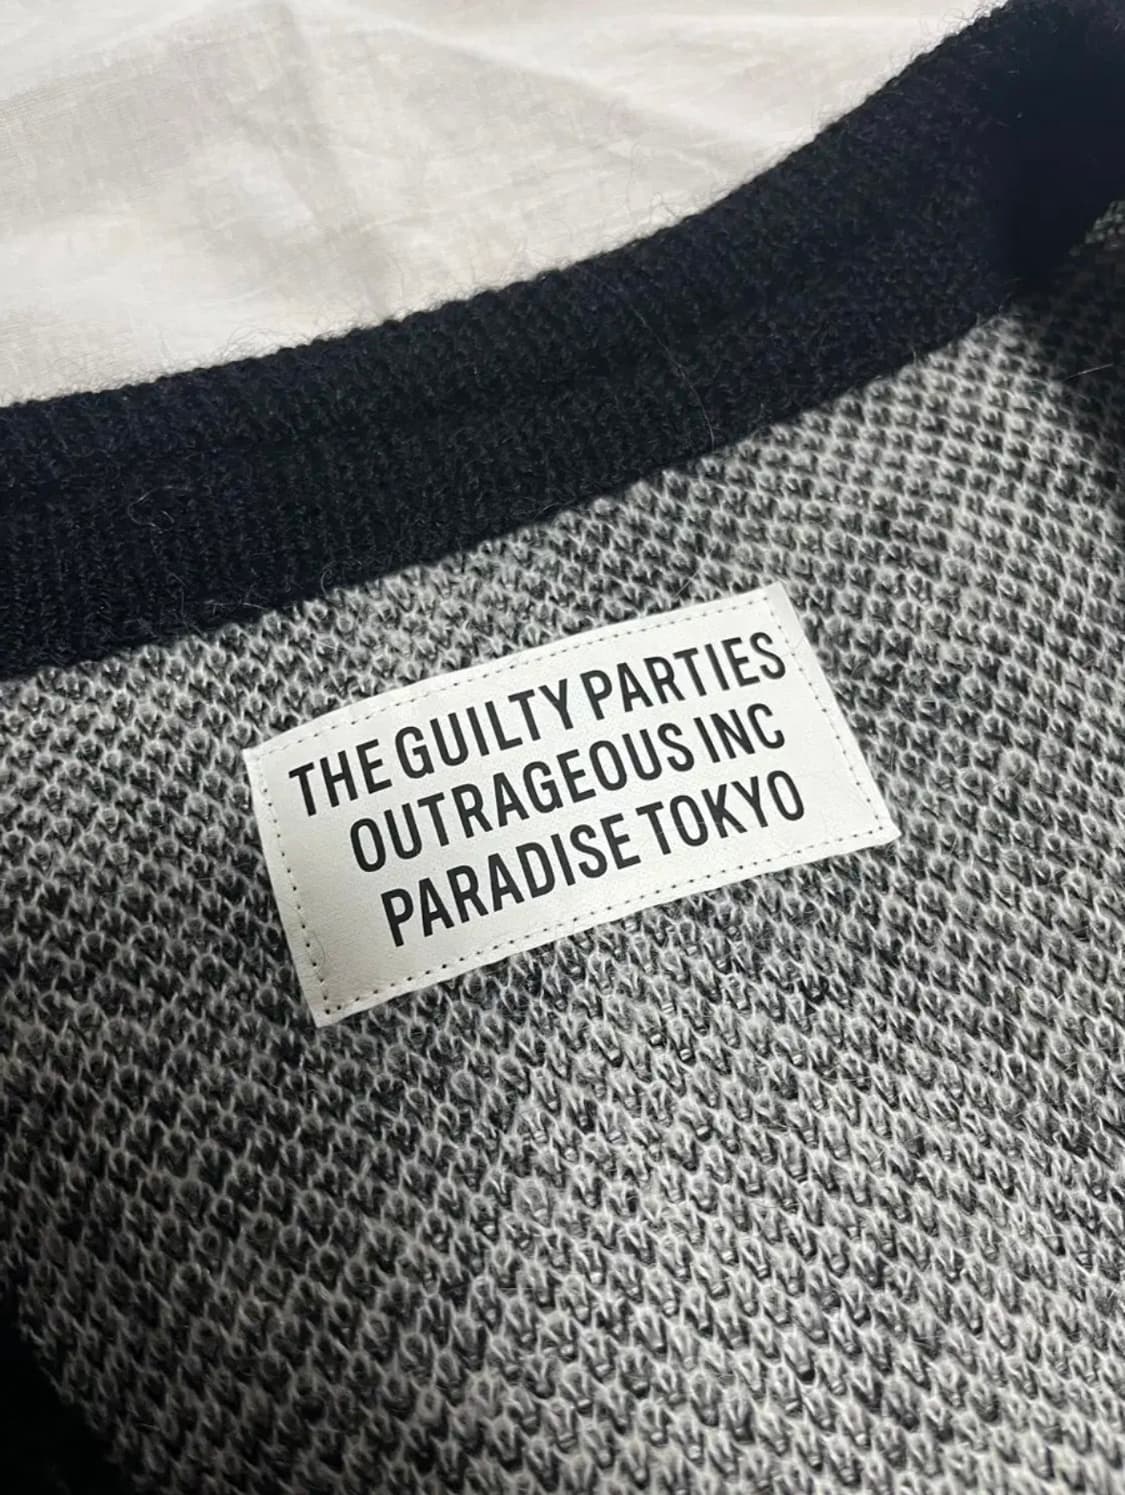 THE GUILTY PARTIES
OUTRAGEOUS INC
PARADISE TOKYO